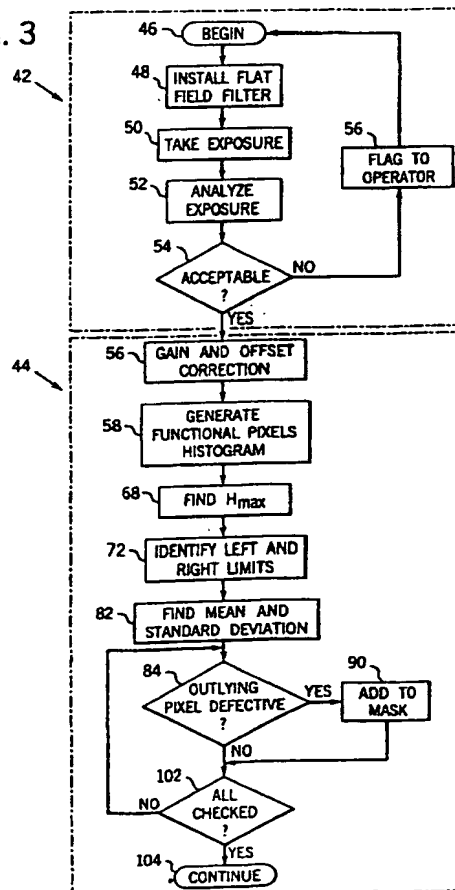 . 3
46
BEGIN
42
48
INSTALL FLAT
FIELD FILTER
50
TAKE EXPOSURE
56
FLAG TO
OPERATOR
52
ANALYZE
EXPOSURE
54
ACCEPTABLE
?
NO
YES
44
56
GAIN AND OFFSET
CORRECTION
58
GENERATE
FUNCTIONAL PIXELS
HISTOGRAM
68
FIND Hmax
72
IDENTIFY LEFT AND
RIGHT LIMITS
82
FIND MEAN AND
STANDARD DEVIATION
84
OUTLYING
PIXEL DEFECTIVE
?
YES
90
ADD TO
MASK
NO
102
ALL
CHECKED
?
NO
YES
104
CONTINUE